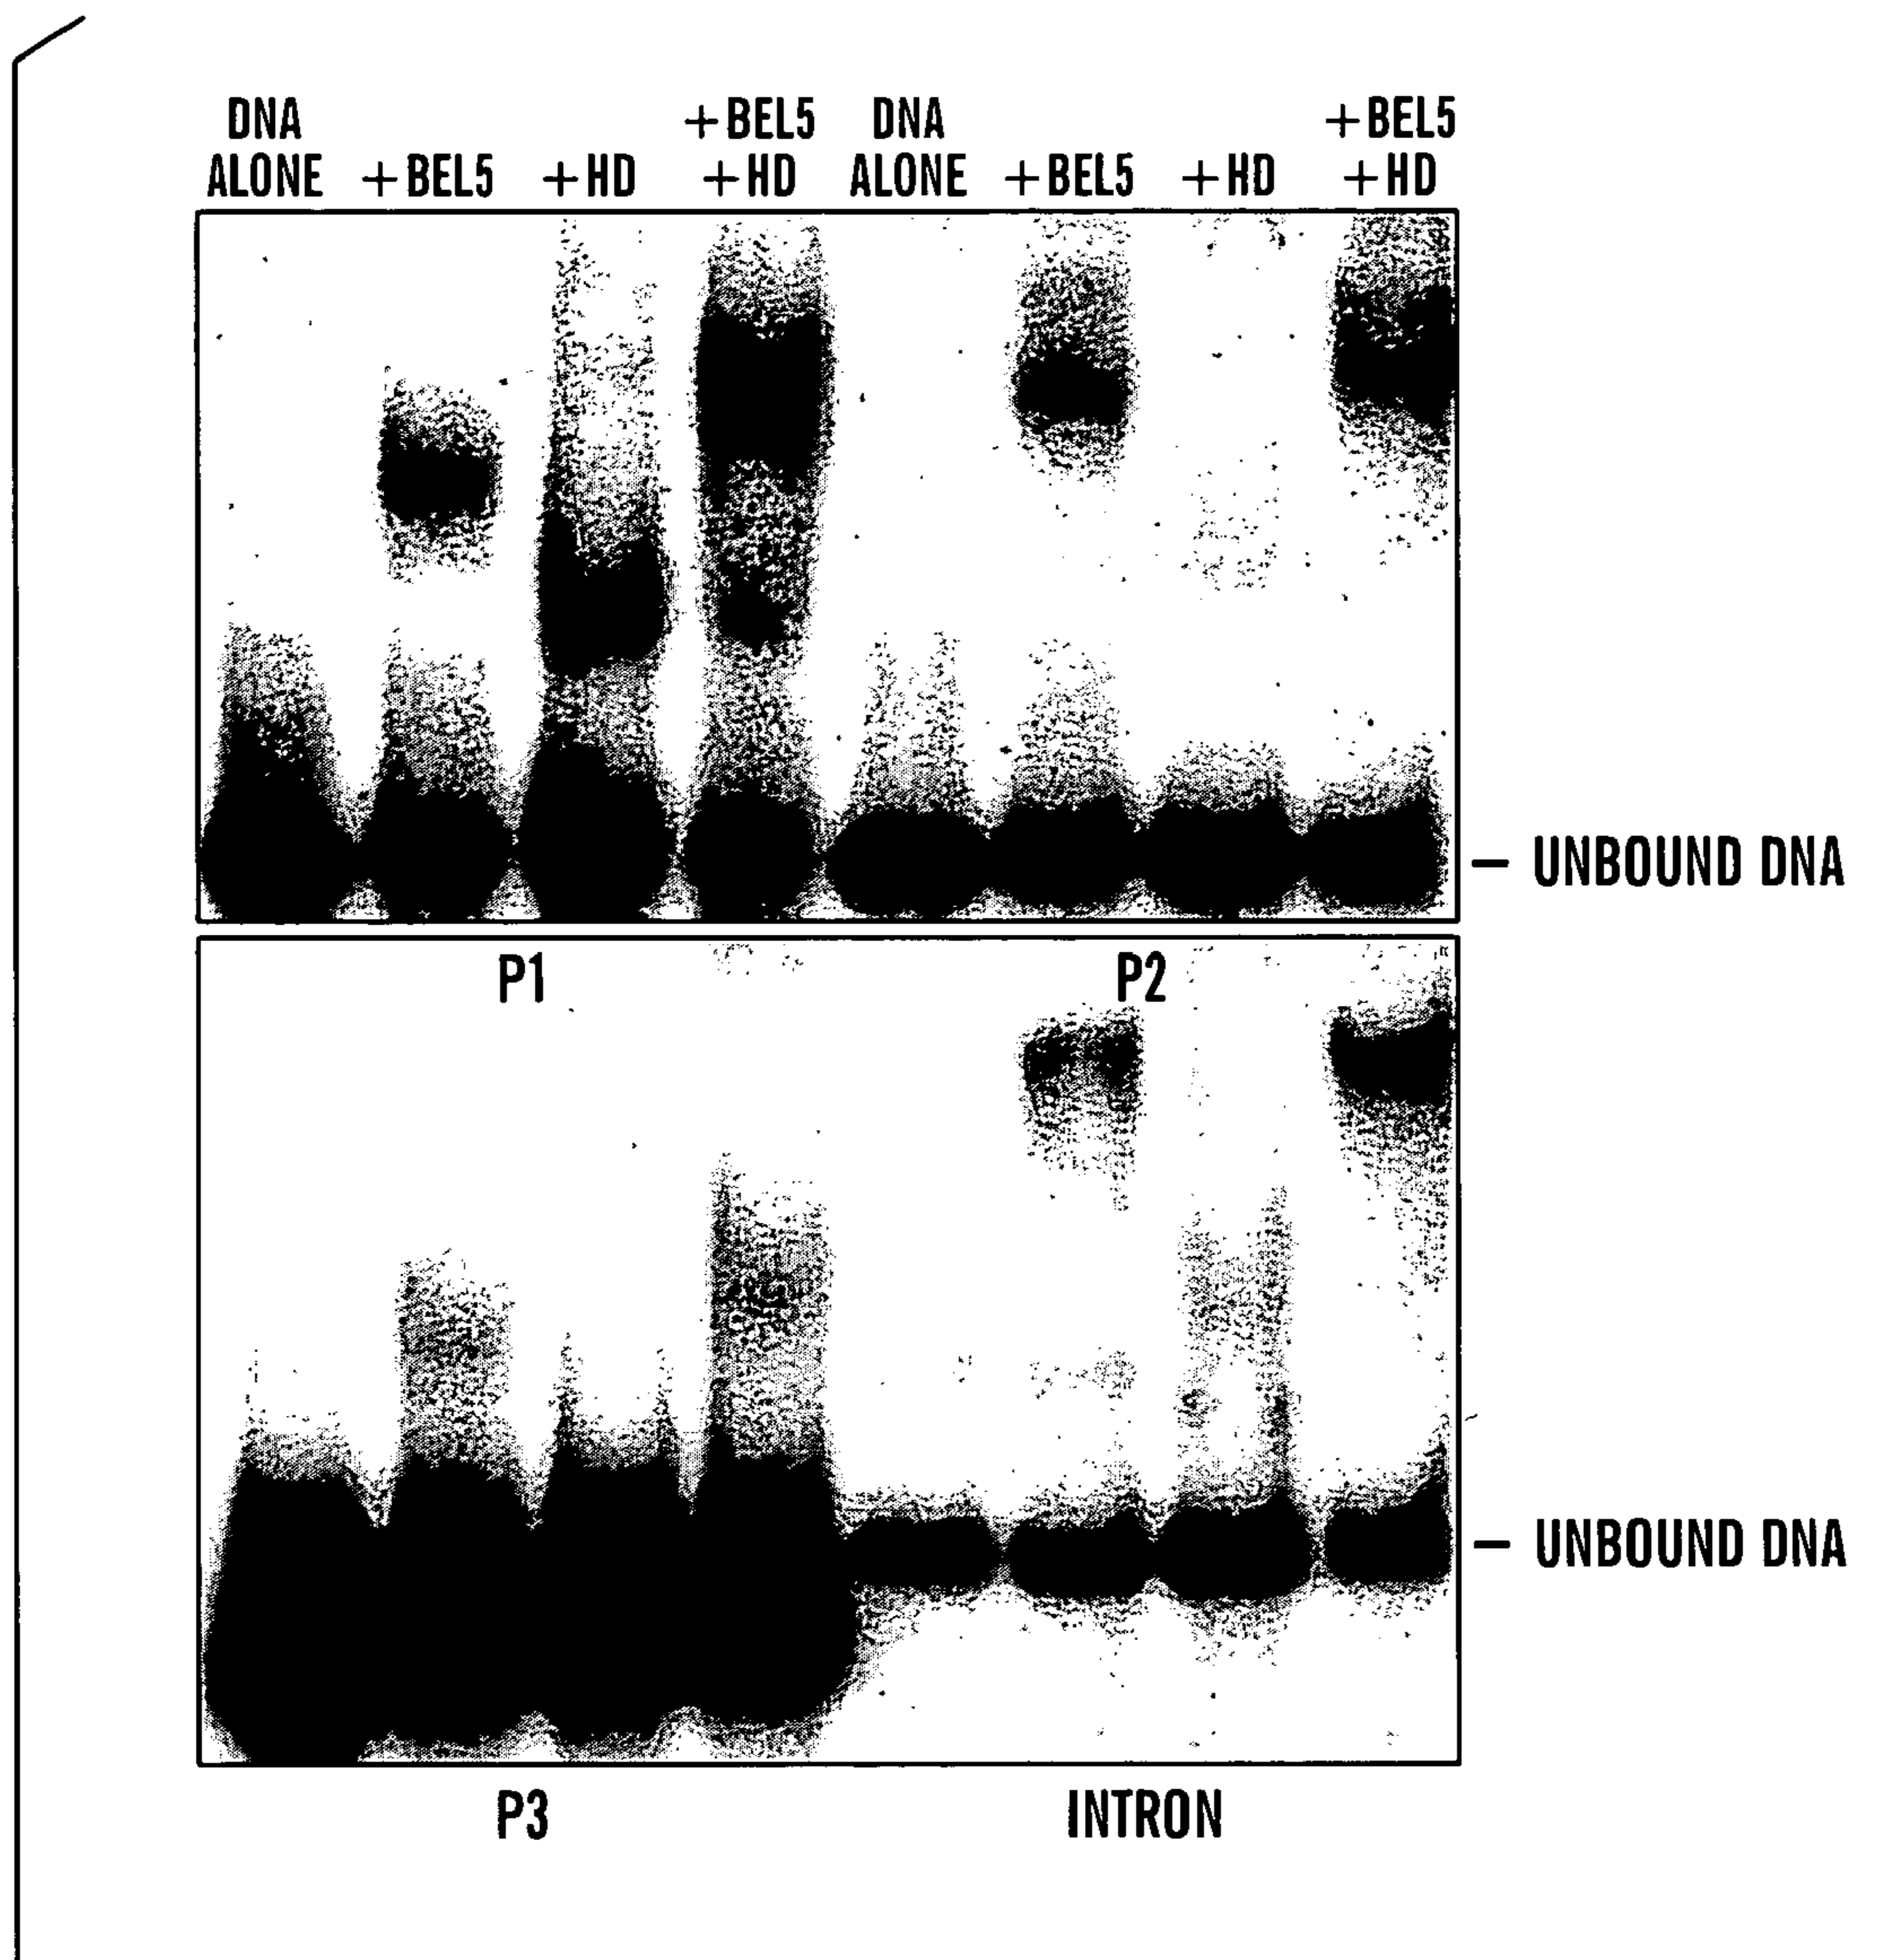 +BEL5 DNA +BEL5
DNA ALONE +BEL5 +HD +HD ALONE +BEL5 +HD +HD
UNBOUND DNA
P1 P2
UNBOUND DNA
P3 INTRON